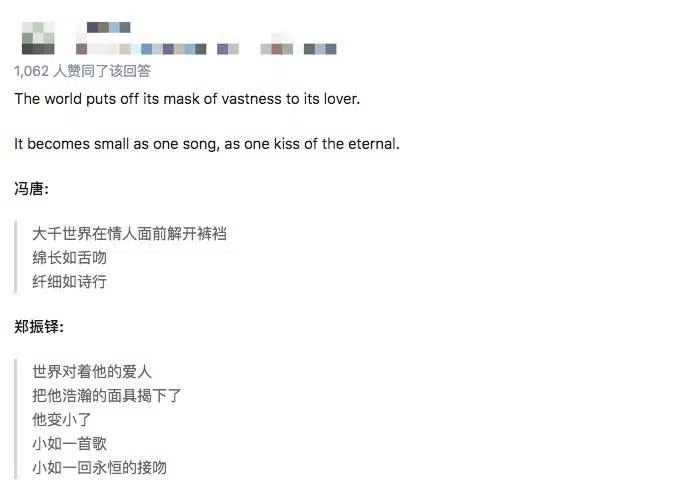 1,062 人赞同了该回答
The world puts off its mask of vastness to its lover.
It becomes small as one song, as one kiss of the eternal.
冯唐:
大千世界在情人面前解开裤裆
绵长如舌吻
纤细如诗行
郑振铎:
世界对着他的爱人
把他浩瀚的面具揭下了
他变小了
小如一首歌
小如一回永恒的接吻